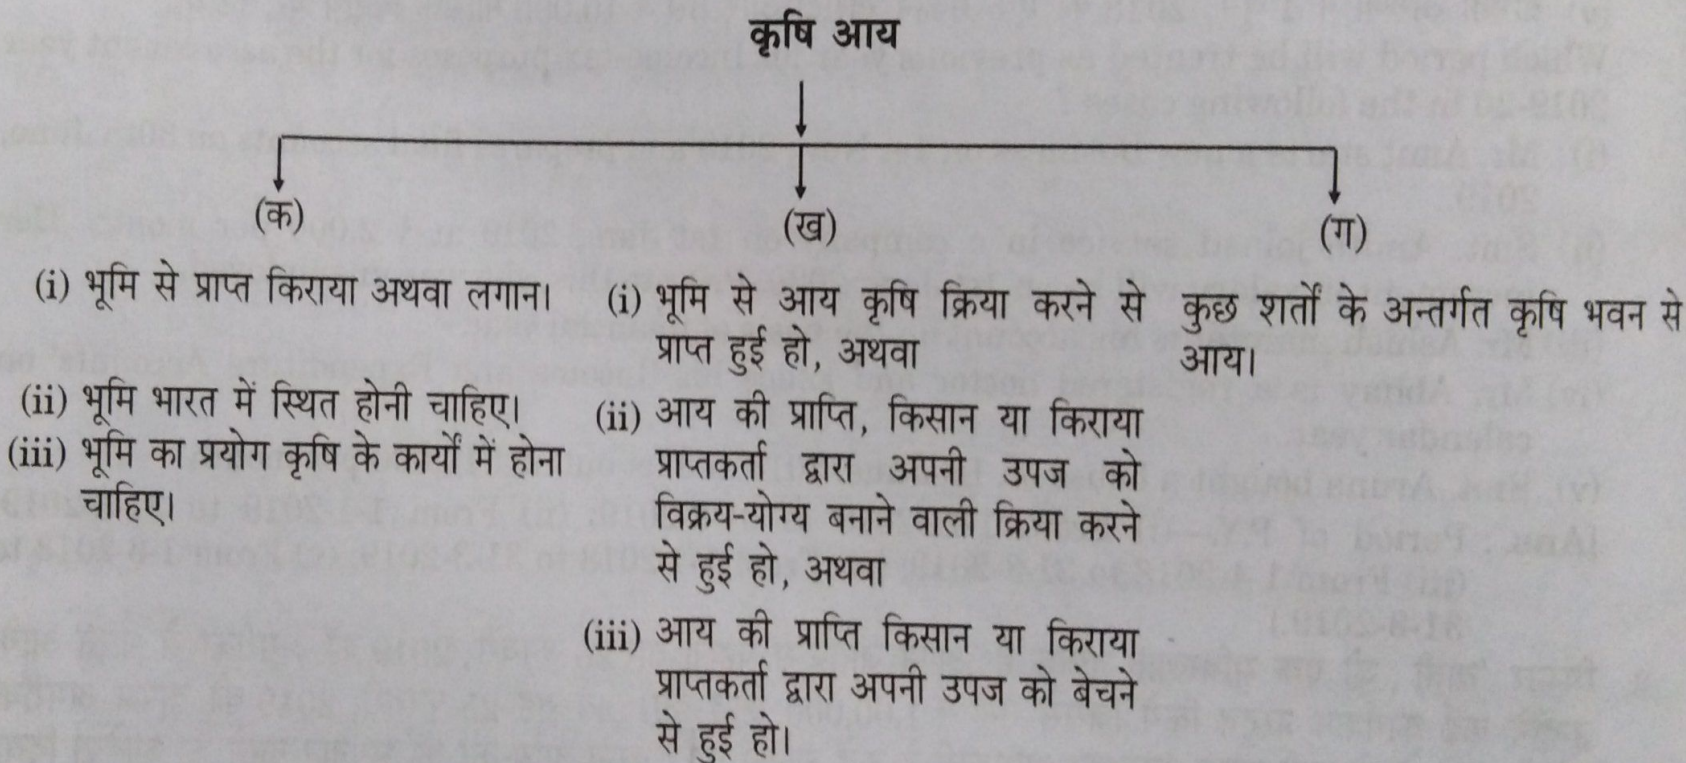 कृषि आय
(क)
(i) भूमि से प्राप्त किराया अथवा लगान।
(ii) भूमि भारत में स्थित होनी चाहिए।
(iii) भूमि का प्रयोग कृषि के कार्यों में होना
चाहिए।
(ख)
(i) भूमि से आय कृषि क्रिया करने से
प्राप्त हुई हो, अथवा
(ii) आय की प्राप्ति, किसान या किराया
प्राप्तकर्ता द्वारा अपनी उपज को
विक्रय-योग्य बनाने वाली क्रिया करने
से हुई हो, अथवा
(iii) आय की प्राप्ति किसान या किराया
प्राप्तकर्ता द्वारा अपनी उपज को बेचने
से हुई हो।
(ग)
कुछ शर्तों के अन्तर्गत कृषि भवन से
आय।